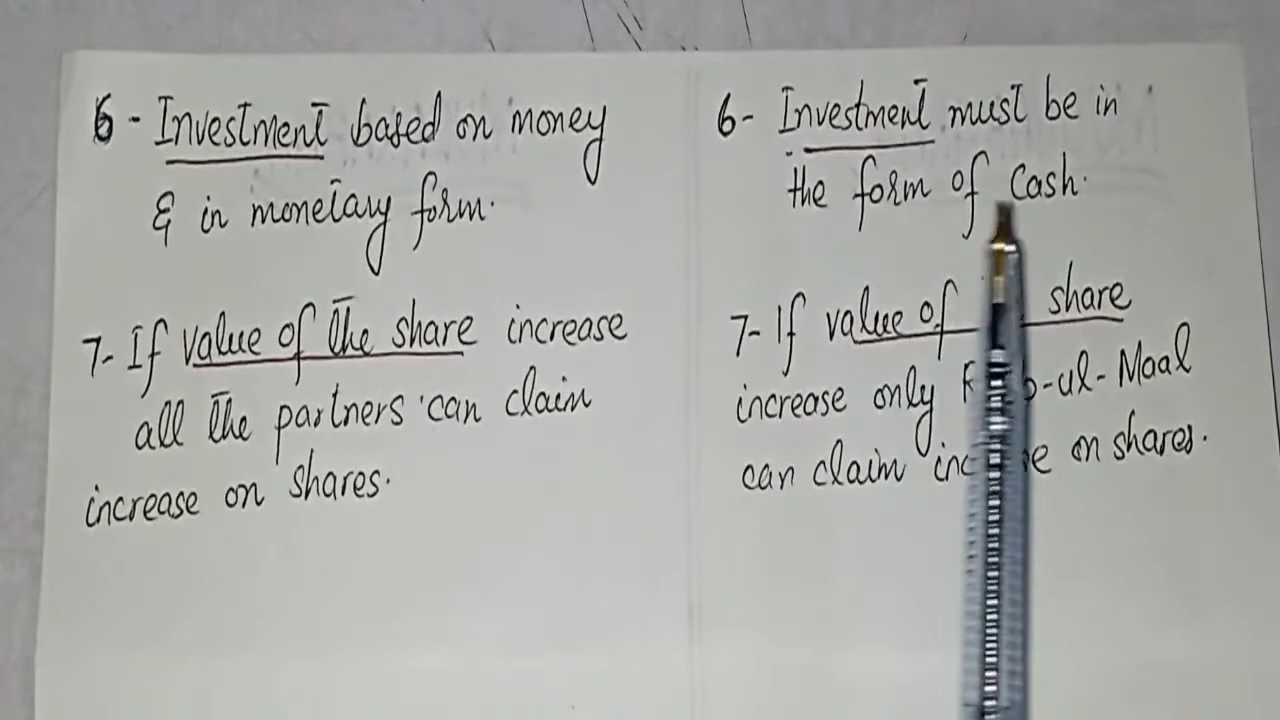 6 - Investment based on money
& in monetary form.
7- If value of the share increase
all the partners can claim
increase on shares.
6- Investment must be in
the form of Cash.
7- If value of share
increase only -ul-Maal
can claim on shares.